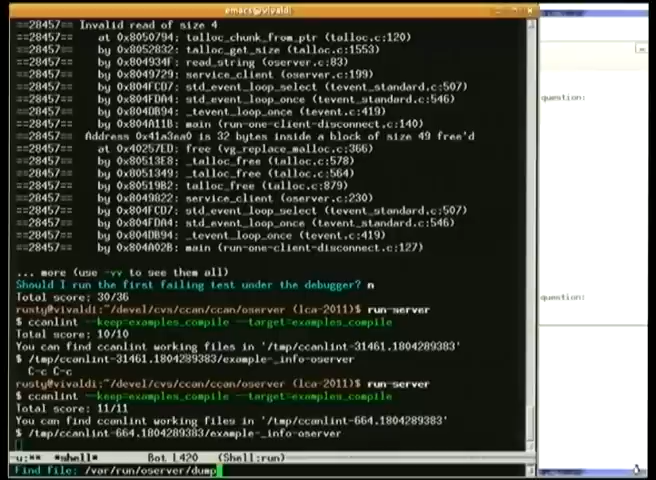 emacs@vivaldi
==28457== Invalid read of size 4
==28457==    at 0x8050794: talloc_chunk_from_ptr (talloc.c:120)
==28457==    by 0x8052832: talloc_get_size (talloc.c:1553)
==28457==    by 0x804934F: read_string (oserver.c:83)
==28457==    by 0x8049729: service_client (oserver.c:199)
==28457==    by 0x804FCD7: std_event_loop_select (tevent_standard.c:507)
==28457==    by 0x804FDA4: std_event_loop_once (tevent_standard.c:546)
==28457==    by 0x804DB94: _tevent_loop_once (tevent.c:419)
==28457==    by 0x804A11B: main (run-one-client-disconnect.c:140)
==28457==  Address 0x41a3ea0 is 32 bytes inside a block of size 49 free'd
==28457==    at 0x40257ED: free (vg_replace_malloc.c:366)
==28457==    by 0x80513E8: _talloc_free (talloc.c:578)
==28457==    by 0x8051349: _talloc_free (talloc.c:564)
==28457==    by 0x80519B2: talloc_free (talloc.c:879)
==28457==    by 0x8049822: service_client (oserver.c:230)
==28457==    by 0x804FCD7: std_event_loop_select (tevent_standard.c:507)
==28457==    by 0x804FDA4: std_event_loop_once (tevent_standard.c:546)
==28457==    by 0x804DB94: _tevent_loop_once (tevent.c:419)
==28457==    by 0x804A02B: main (run-one-client-disconnect.c:127)
... more (use -vv to see them all)
Should I run the first failing test under the debugger? n
Total score: 30/36
rusty@vivaldi:~/devel/cvs/ccan/ccan/oserver (lca-2011)$ run-server
$ ccanlint --keep=examples_compile --target=examples_compile
Total score: 10/10
You can find ccanlint working files in '/tmp/ccanlint-31461.1804289383'
$ /tmp/ccanlint-31461.1804289383/example-_info-oserver
  C-c C-c
rusty@vivaldi:~/devel/cvs/ccan/ccan/oserver (lca-2011)$ run-server
$ ccanlint --keep=examples_compile --target=examples_compile
Total score: 11/11
You can find ccanlint working files in '/tmp/ccanlint-664.1804289383'
$ /tmp/ccanlint-664.1804289383/example-_info-oserver
-u:**  *shell*        Bot L420   (Shell:run)
Find file: /var/run/oserver/dump
question:
question: